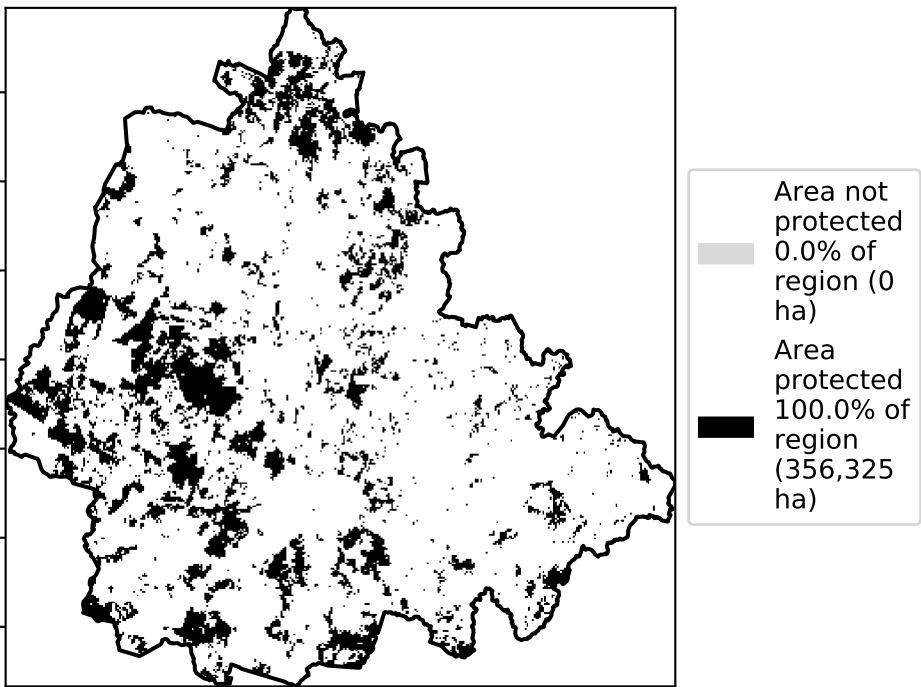 Area not
protected
0.0% of
region (0
ha)
Area
protected
100.0% of
region
(356,325
ha)